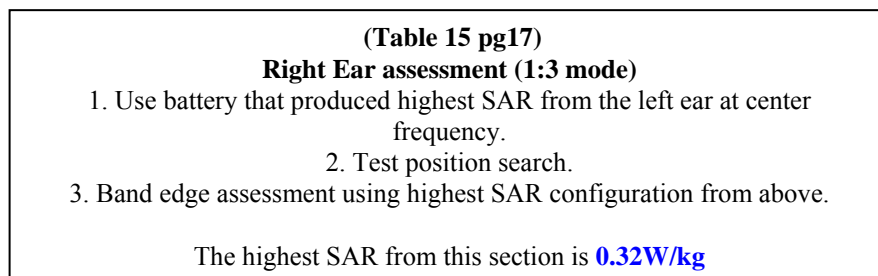 (Table 15 pg17)
Right Ear assessment (1:3 mode)
1. Use battery that produced highest SAR from the left ear at center
frequency.
2. Test position search.
3. Band edge assessment using highest SAR configuration from above.
The highest SAR from this section is 0.32W/kg